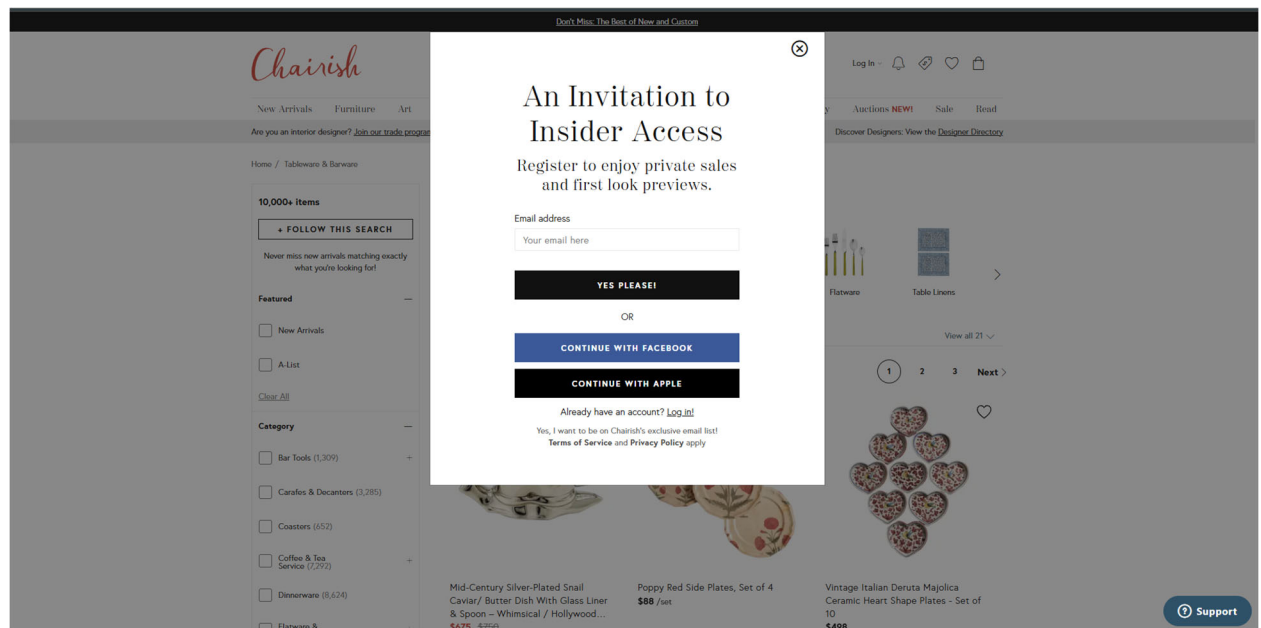 Don't Miss: The Best of New and Custom
Chairish
Log In
New Arrivals Furniture Art
y Auctions NEW! Sale Read
Are you an interior designer? Join our trade program
Discover Designers: View the Designer Directory
Home / Tableware & Barware
An Invitation to
Insider Access
Register to enjoy private sales
and first look previews.
Email address
Your email here
YES PLEASE!
OR
CONTINUE WITH FACEBOOK
CONTINUE WITH APPLE
Already have an account? Log in!
Yes, I want to be on Chairish's exclusive email list!
Terms of Service and Privacy Policy apply
10,000+ items
+ FOLLOW THIS SEARCH
Never miss new arrivals matching exactly
what you're looking for!
Featured
New Arrivals
A-List
Clear All
Category
Bar Tools (1,309)
Carafes & Decanters (3,285)
Coasters (652)
Coffee & Tea
Service (7,292)
Dinnerware (8,624)
Flatware &
Flatware
Table Linens
View all 21
1 2 3 Next
Mid-Century Silver-Plated Snail
Caviar/ Butter Dish With Glass Liner
& Spoon – Whimsical / Hollywood...
$675 $750
Poppy Red Side Plates, Set of 4
$88 /set
Vintage Italian Deruta Majolica
Ceramic Heart Shape Plates - Set of
10
$498
Support